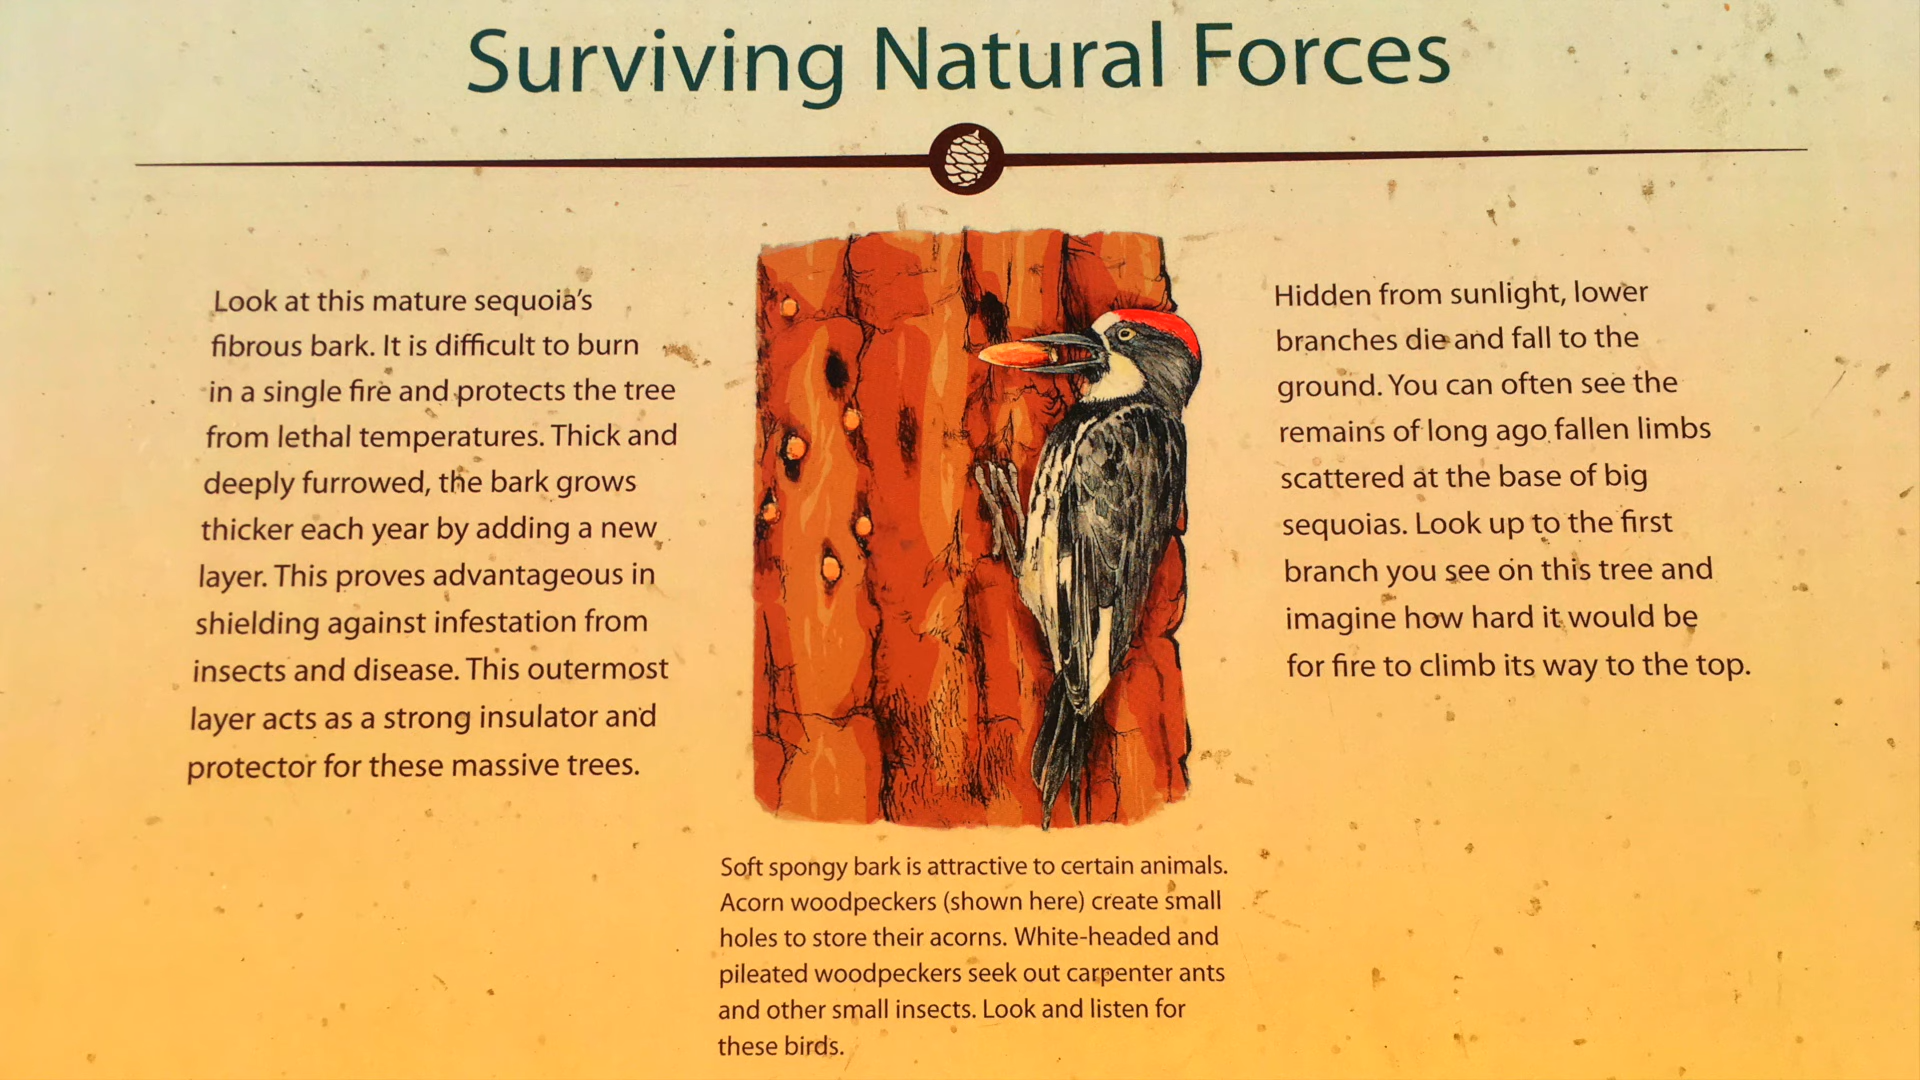 Surviving Natural Forces
Look at this mature sequoia's
fibrous bark. It is difficult to burn
in a single fire and protects the tree
from lethal temperatures. Thick and
deeply furrowed, the bark grows
thicker each year by adding a new
layer. This proves advantageous in
shielding against infestation from
insects and disease. This outermost
layer acts as a strong insulator and
protector for these massive trees.
Soft spongy bark is attractive to certain animals.
Acorn woodpeckers (shown here) create small
holes to store their acorns. White-headed and
pileated woodpeckers seek out carpenter ants
and other small insects. Look and listen for
these birds.
Hidden from sunlight, lower
branches die and fall to the
ground. You can often see the
remains of long ago fallen limbs
scattered at the base of big
sequoias. Look up to the first
branch you see on this tree and
imagine how hard it would be
for fire to climb its way to the top.